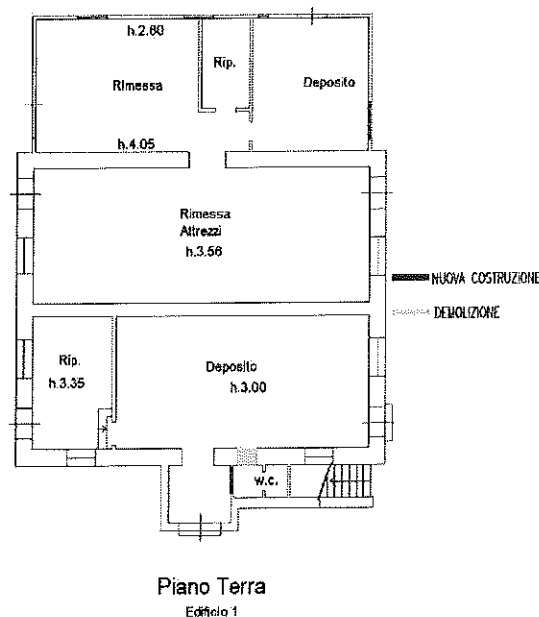 h.2.60
Rip.
Rimessa
Deposito
h.4.05
Rimessa
Attrezzi
h.3.56
NUOVA COSTRUZIONE
DEMOLIZIONE
Rip.
h.3.35
Deposito
h.3.00
w.c.
Piano Terra
Edificio 1